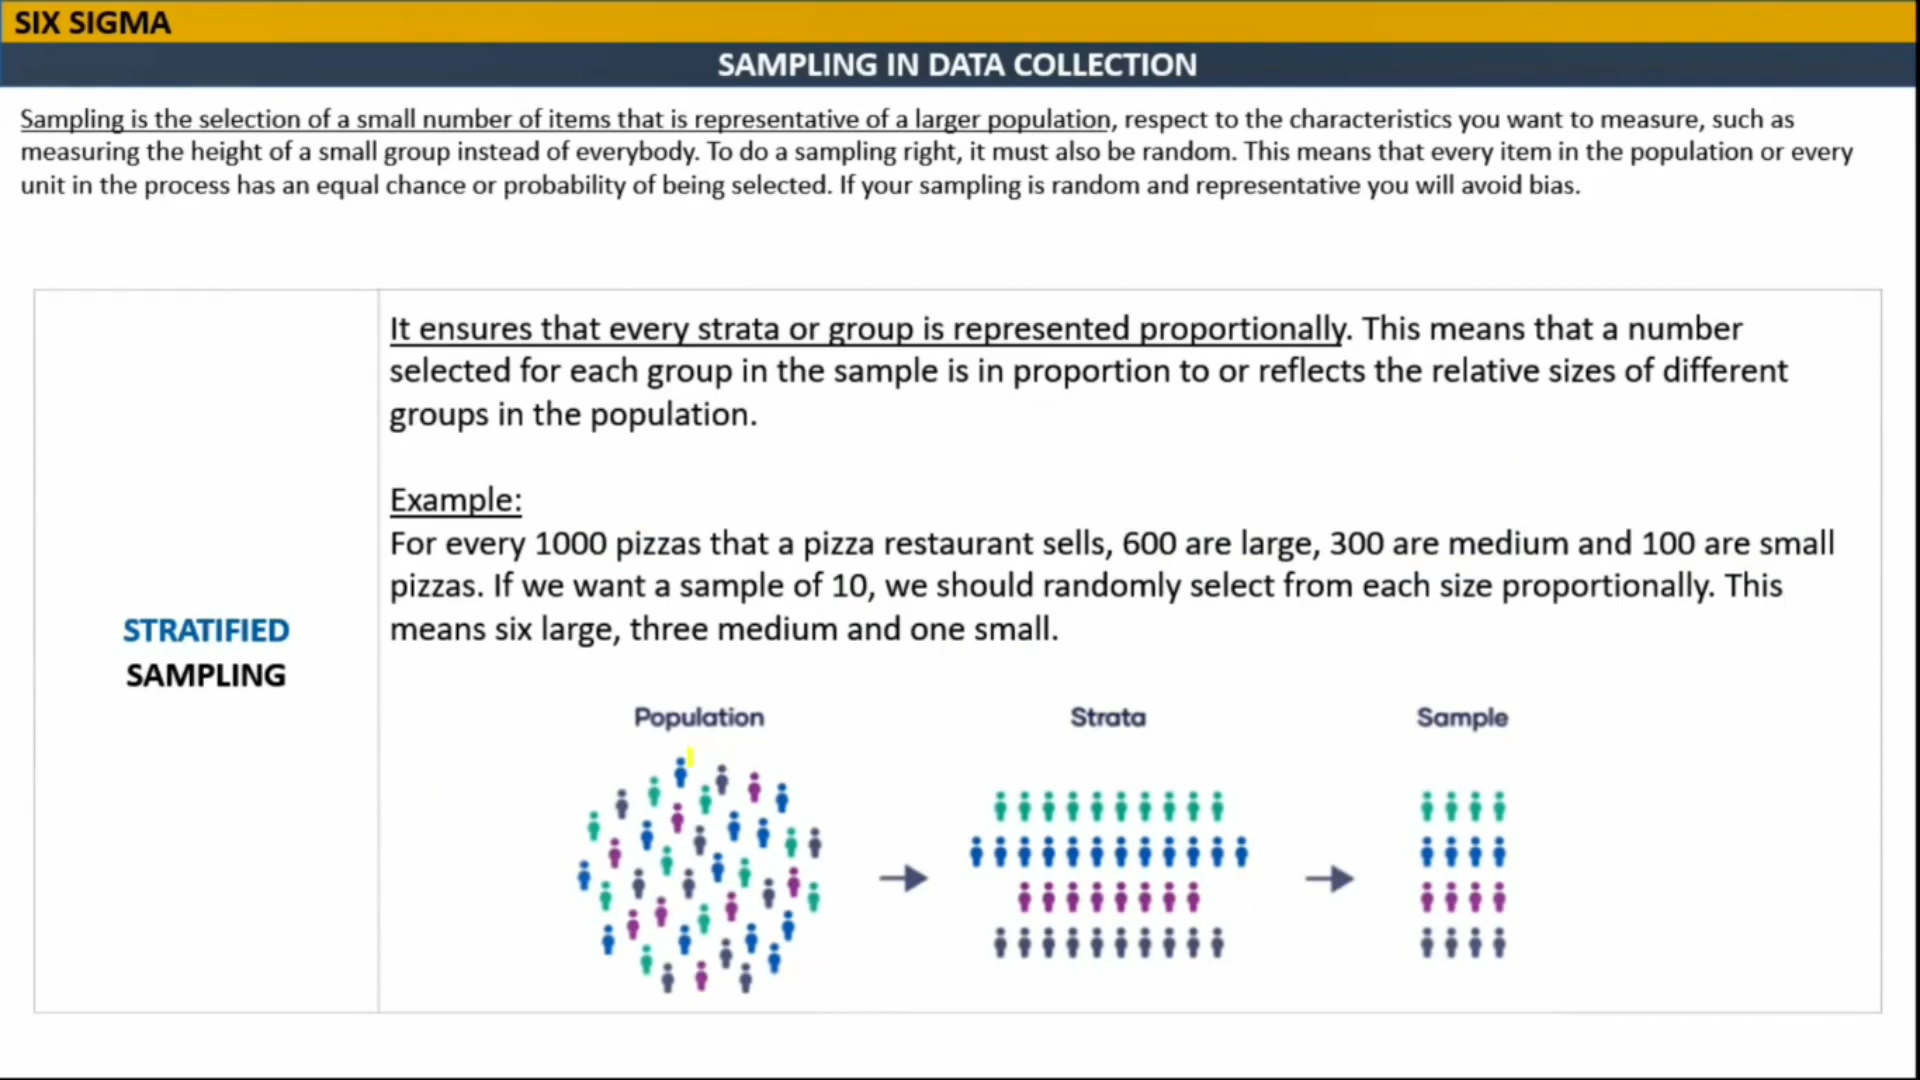 SIX SIGMA
SAMPLING IN DATA COLLECTION
Sampling is the selection of a small number of items that is representative of a larger population, respect to the characteristics you want to measure, such as
measuring the height of a small group instead of everybody. To do a sampling right, it must also be random. This means that every item in the population or every
unit in the process has an equal chance or probability of being selected. If your sampling is random and representative you will avoid bias.
STRATIFIED
SAMPLING
It ensures that every strata or group is represented proportionally. This means that a number
selected for each group in the sample is in proportion to or reflects the relative sizes of different
groups in the population.
Example:
For every 1000 pizzas that a pizza restaurant sells, 600 are large, 300 are medium and 100 are small
pizzas. If we want a sample of 10, we should randomly select from each size proportionally. This
means six large, three medium and one small.
Population
Strata
Sample